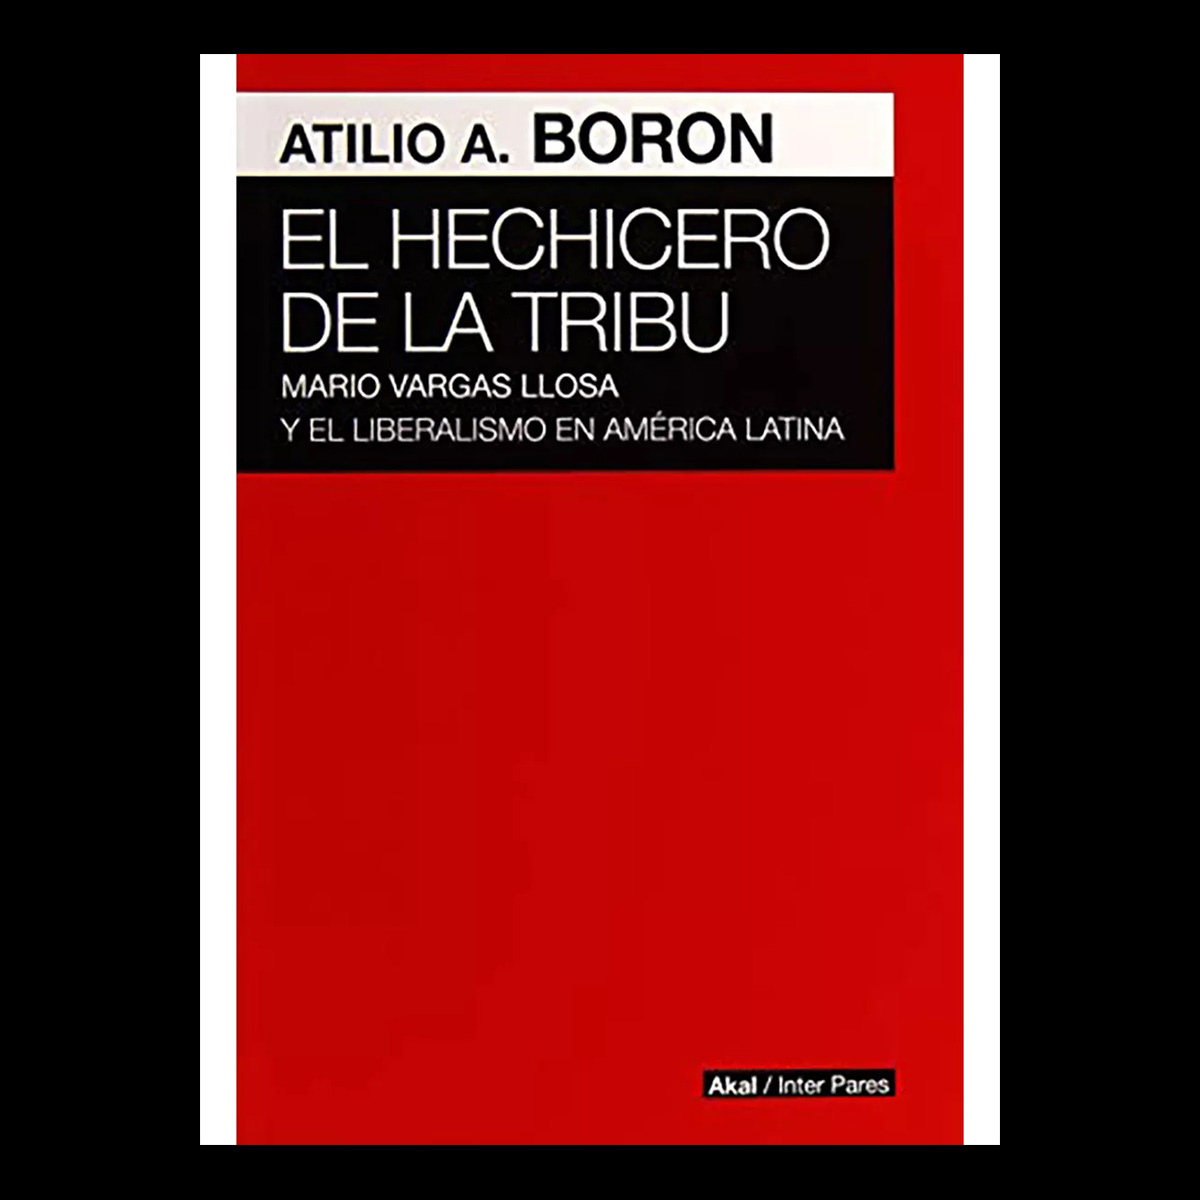 ATILIO A. BORON
EL HECHICERO
DE LA TRIBU
MARIO VARGAS LLOSA
Y EL LIBERALISMO EN AMÉRICA LATINA
Akal / Inter Pares